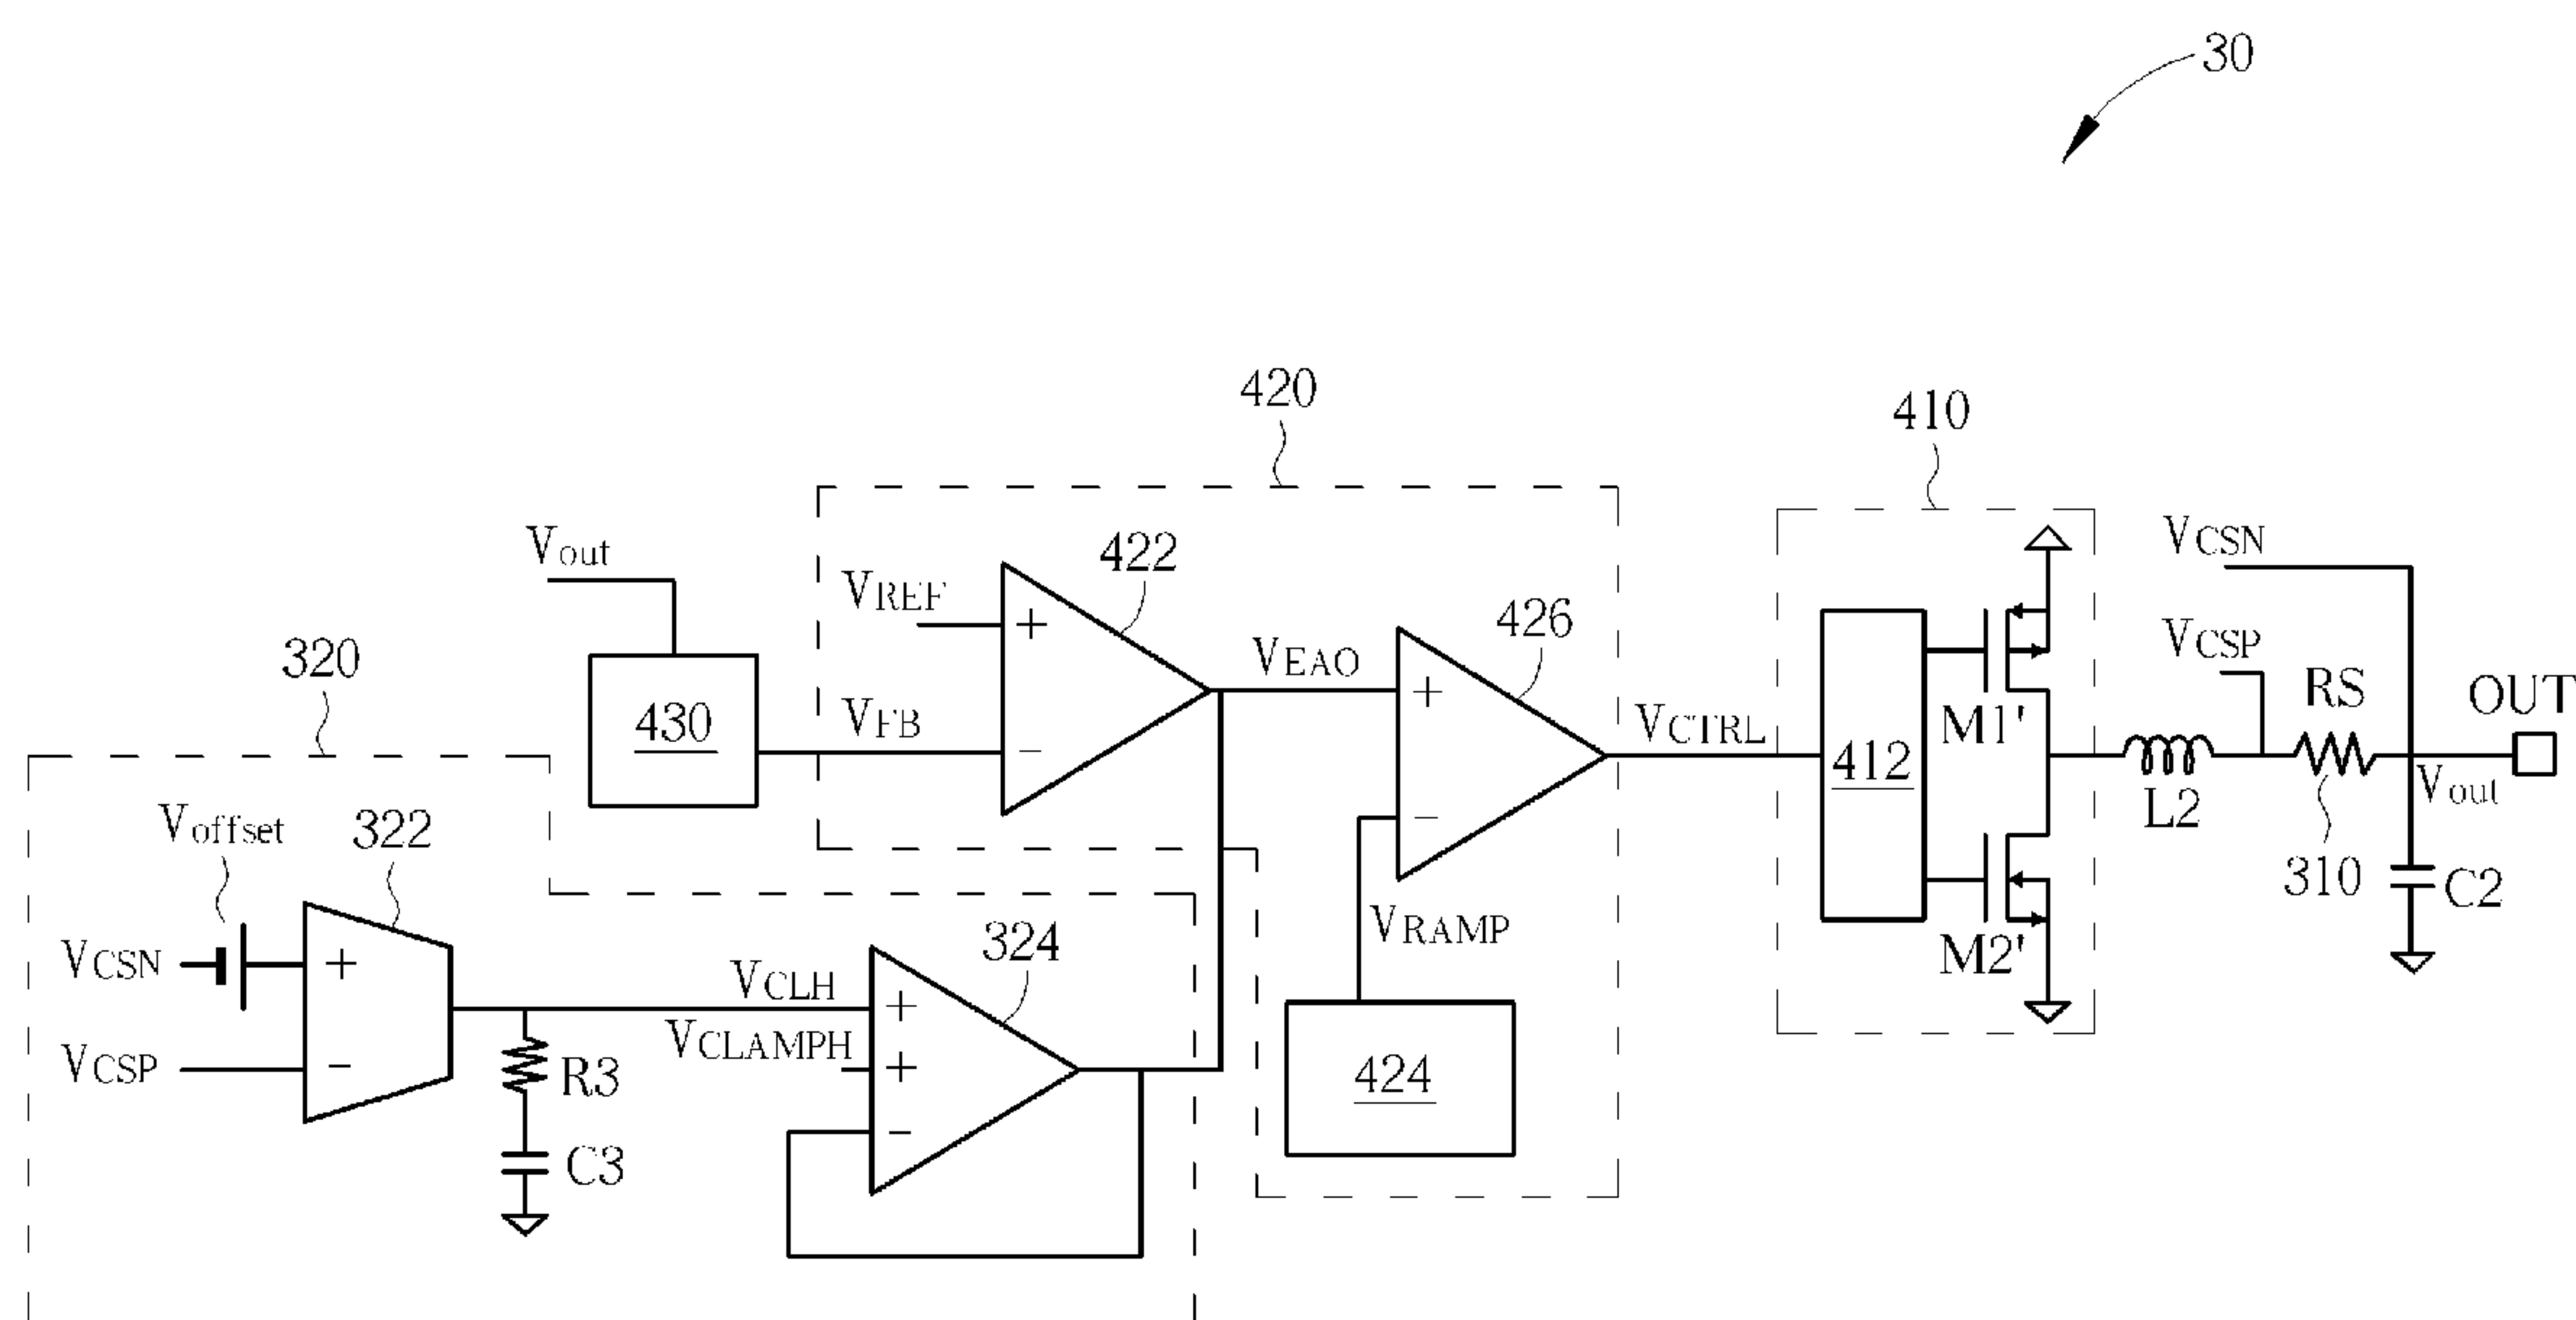 30
420
410
Vout
422
VCSN
VREF
426
VCSP
320
VEAO
RS
OUT
430
VFB
VCTRL
M1'
412
Vout
Voffset
322
L2
310
C2
VCSN
324
VRAMP
M2'
VCLH
VCLAMPH
VCSP
R3
424
C3
+
-
+
-
+
-
+
+
-